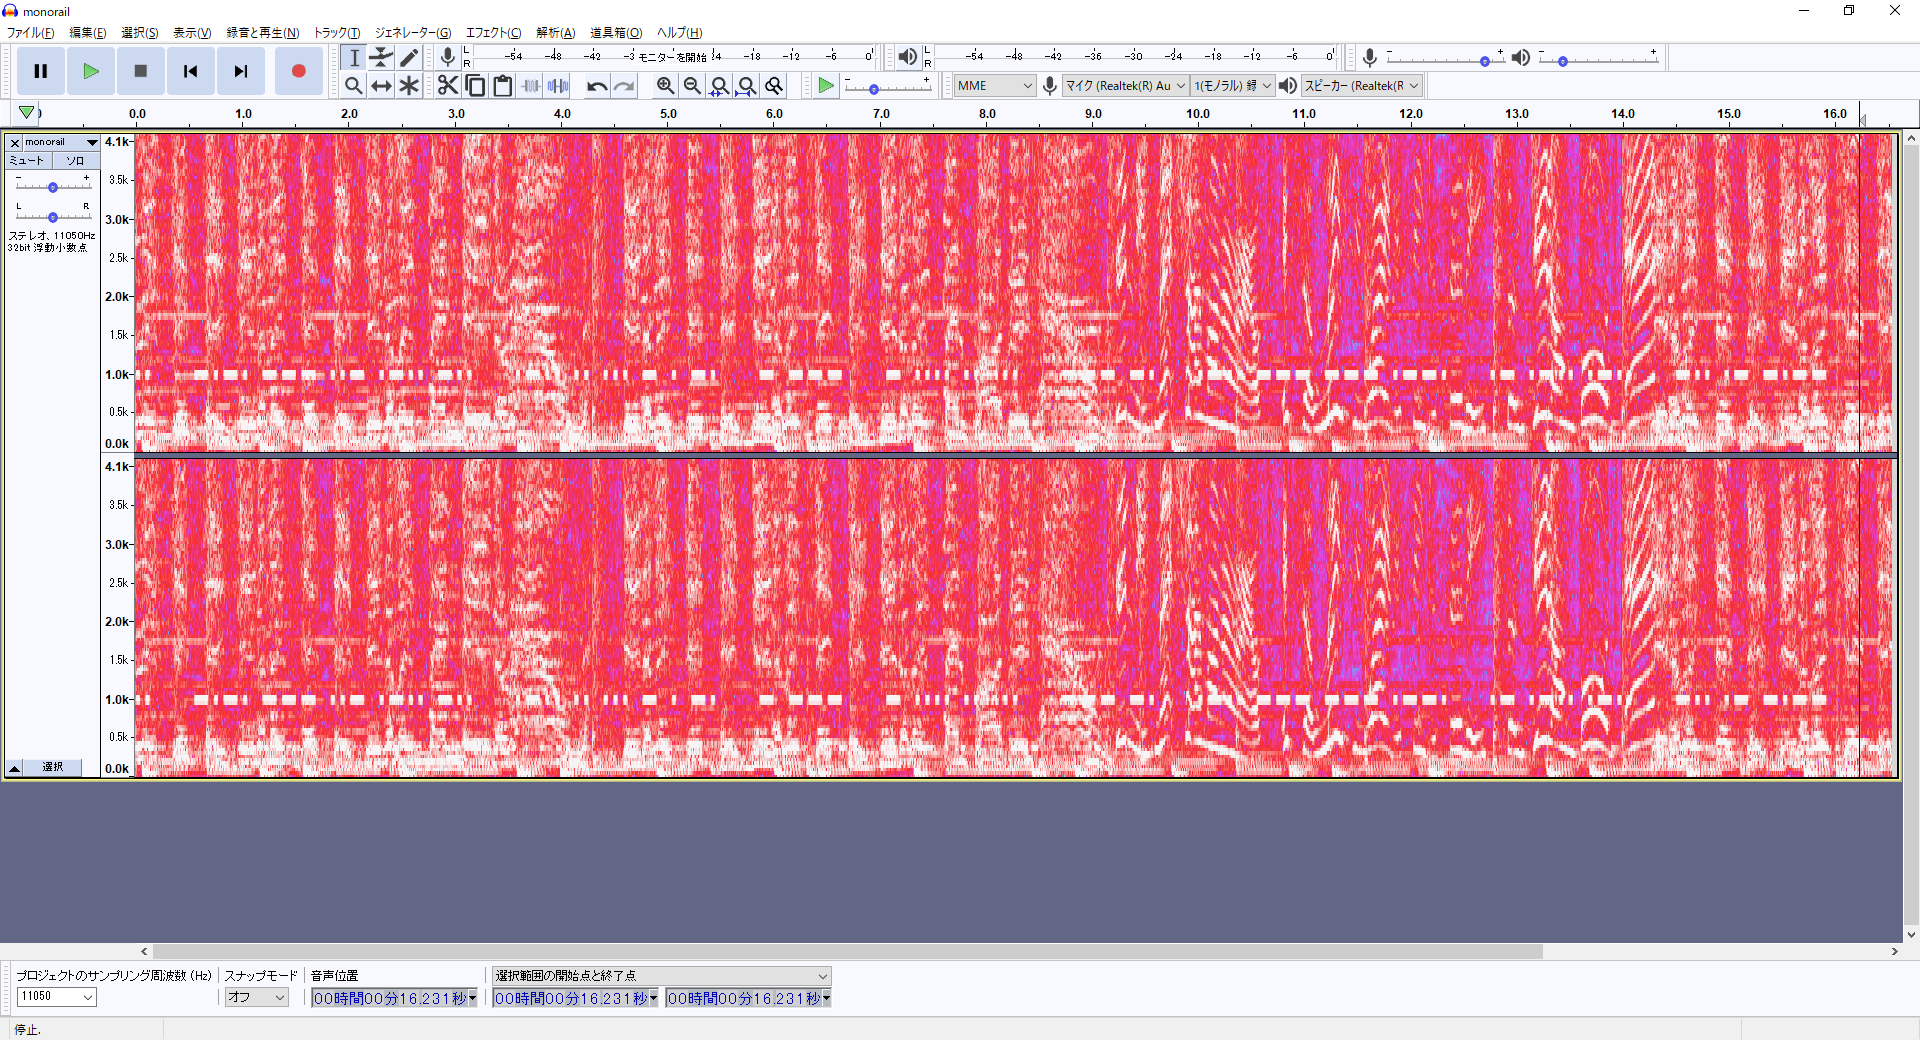 monorail
ファイル(F) 編集(E) 選択(S) 表示(V) 録音と再生(N) トラック(T) ジェネレーター(G) エフェクト(C) 解析(A) 道具箱(O) ヘルプ(H)
L
R
-54 -48 -42 -3 モニターを開始 -18 -12 -6 0
L
R
-54 -48 -42 -36 -30 -24 -18 -12 -6 0
- +
- +
- +
MME
マイク (Realtek(R) Au
1(モノラル) 録
スピーカー (Realtek(R
0.0 1.0 2.0 3.0 4.0 5.0 6.0 7.0 8.0 9.0 10.0 11.0 12.0 13.0 14.0 15.0 16.0
monorail
ミュート ソロ
- +
L R
ステレオ, 11050Hz
32bit 浮動小数点
選択
4.1k
3.5k
3.0k
2.5k
2.0k
1.5k
1.0k
0.5k
0.0k
4.1k
3.5k
3.0k
2.5k
2.0k
1.5k
1.0k
0.5k
0.0k
プロジェクトのサンプリング周波数 (Hz) スナップモード 音声位置 選択範囲の開始点と終了点
11050 オフ 00時間00分16.231秒 00時間00分16.231秒 00時間00分16.231秒
停止.